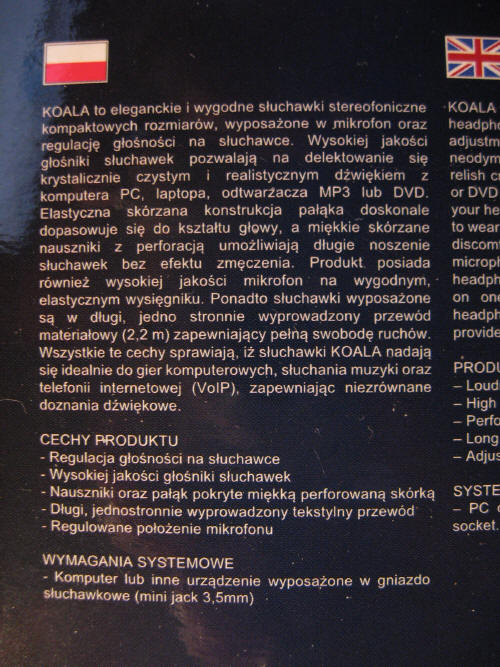 KOALA to eleganckie i wygodne słuchawki stereofoniczne
kompaktowych rozmiarów, wyposażone w mikrofon oraz
regulację głośności na słuchawce. Wysokiej jakości
głośniki słuchawek pozwalają na delektowanie się
krystalicznie czystym i realistycznym dźwiękiem z
komputera PC, laptopa, odtwarzacza MP3 lub DVD.
Elastyczna skórzana konstrukcja pałąka doskonale
dopasowuje się do kształtu głowy, a miękkie skórzane
nauszniki z perforacją umożliwiają długie noszenie
słuchawek bez efektu zmęczenia. Produkt posiada
również wysokiej jakości mikrofon na wygodnym,
elastycznym wysięgniku. Ponadto słuchawki wyposażone
są w długi, jedno stronnie wyprowadzony przewód
materiałowy (2,2 m) zapewniający pełną swobodę ruchów.
Wszystkie te cechy sprawiają, iż słuchawki KOALA nadają
się idealnie do gier komputerowych, słuchania muzyki oraz
telefonii internetowej (VoIP), zapewniając niezrównane
doznania dźwiękowe.
CECHY PRODUKTU
- Regulacja głośności na słuchawce
- Wysokiej jakości głośniki słuchawek
- Nauszniki oraz pałąk pokryte miękką perforowaną skórką
- Długi, jednostronnie wyprowadzony tekstylny przewód
- Regulowane położenie mikrofonu
WYMAGANIA SYSTEMOWE
- Komputer lub inne urządzenie wyposażone w gniazdo
słuchawkowe (mini jack 3,5mm)
KOALA
headphe
adjustm
neodym
relish cr
or DVD
your he
to wear
discom
microph
headph
on on
headph
provide
PRODU
– Loud
– High
– Perfo
– Long
– Adjus
SYSTE
– PC
socket.